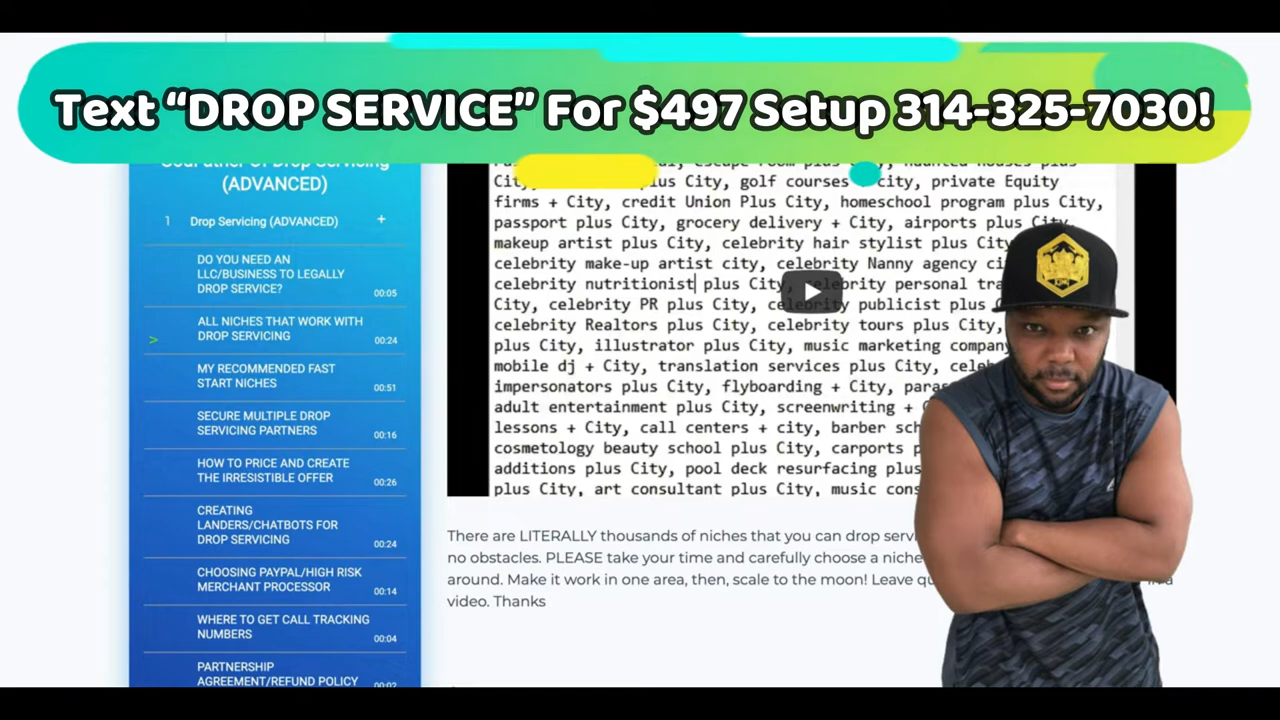 Text “DROP SERVICE” For $497 Setup 314-325-7030!
(ADVANCED)
1 Drop Servicing (ADVANCED) +
DO YOU NEED AN
LLC/BUSINESS TO LEGALLY
DROP SERVICE?
00:05
>
ALL NICHES THAT WORK WITH
DROP SERVICING
00:24
MY RECOMMENDED FAST
START NICHES
00:51
SECURE MULTIPLE DROP
SERVICING PARTNERS
00:16
HOW TO PRICE AND CREATE
THE IRRESISTIBLE OFFER
00:26
CREATING
LANDERS/CHATBOTS FOR
DROP SERVICING
00:24
CHOOSING PAYPAL/HIGH RISK
MERCHANT PROCESSOR
00:14
WHERE TO GET CALL TRACKING
NUMBERS
00:04
PARTNERSHIP
AGREEMENT/REFUND POLICY
00:02
plus City, golf courses city, private Equity
firms + City, credit Union Plus City, homeschool program plus City,
passport plus City, grocery delivery + City, airports plus City,
makeup artist plus City, celebrity hair stylist plus City
celebrity make-up artist city, celebrity Nanny agency
celebrity nutritionist plus City, celebrity personal
City, celebrity PR plus City, celebrity publicist plus
celebrity Realtors plus City, celebrity tours plus City,
plus City, illustrator plus City, music marketing company
mobile dj + City, translation services plus City,
impersonators plus City, flyboarding + City,
adult entertainment plus City, screenwriting +
lessons + City, call centers + city, barber
cosmetology beauty school plus City, carports
additions plus City, pool deck resurfacing plus
plus City, art consultant plus City, music
There are LITERALLY thousands of niches that you can drop
no obstacles. PLEASE take your time and carefully choose a niche
around. Make it work in one area, then, scale to the moon! Leave
video. Thanks